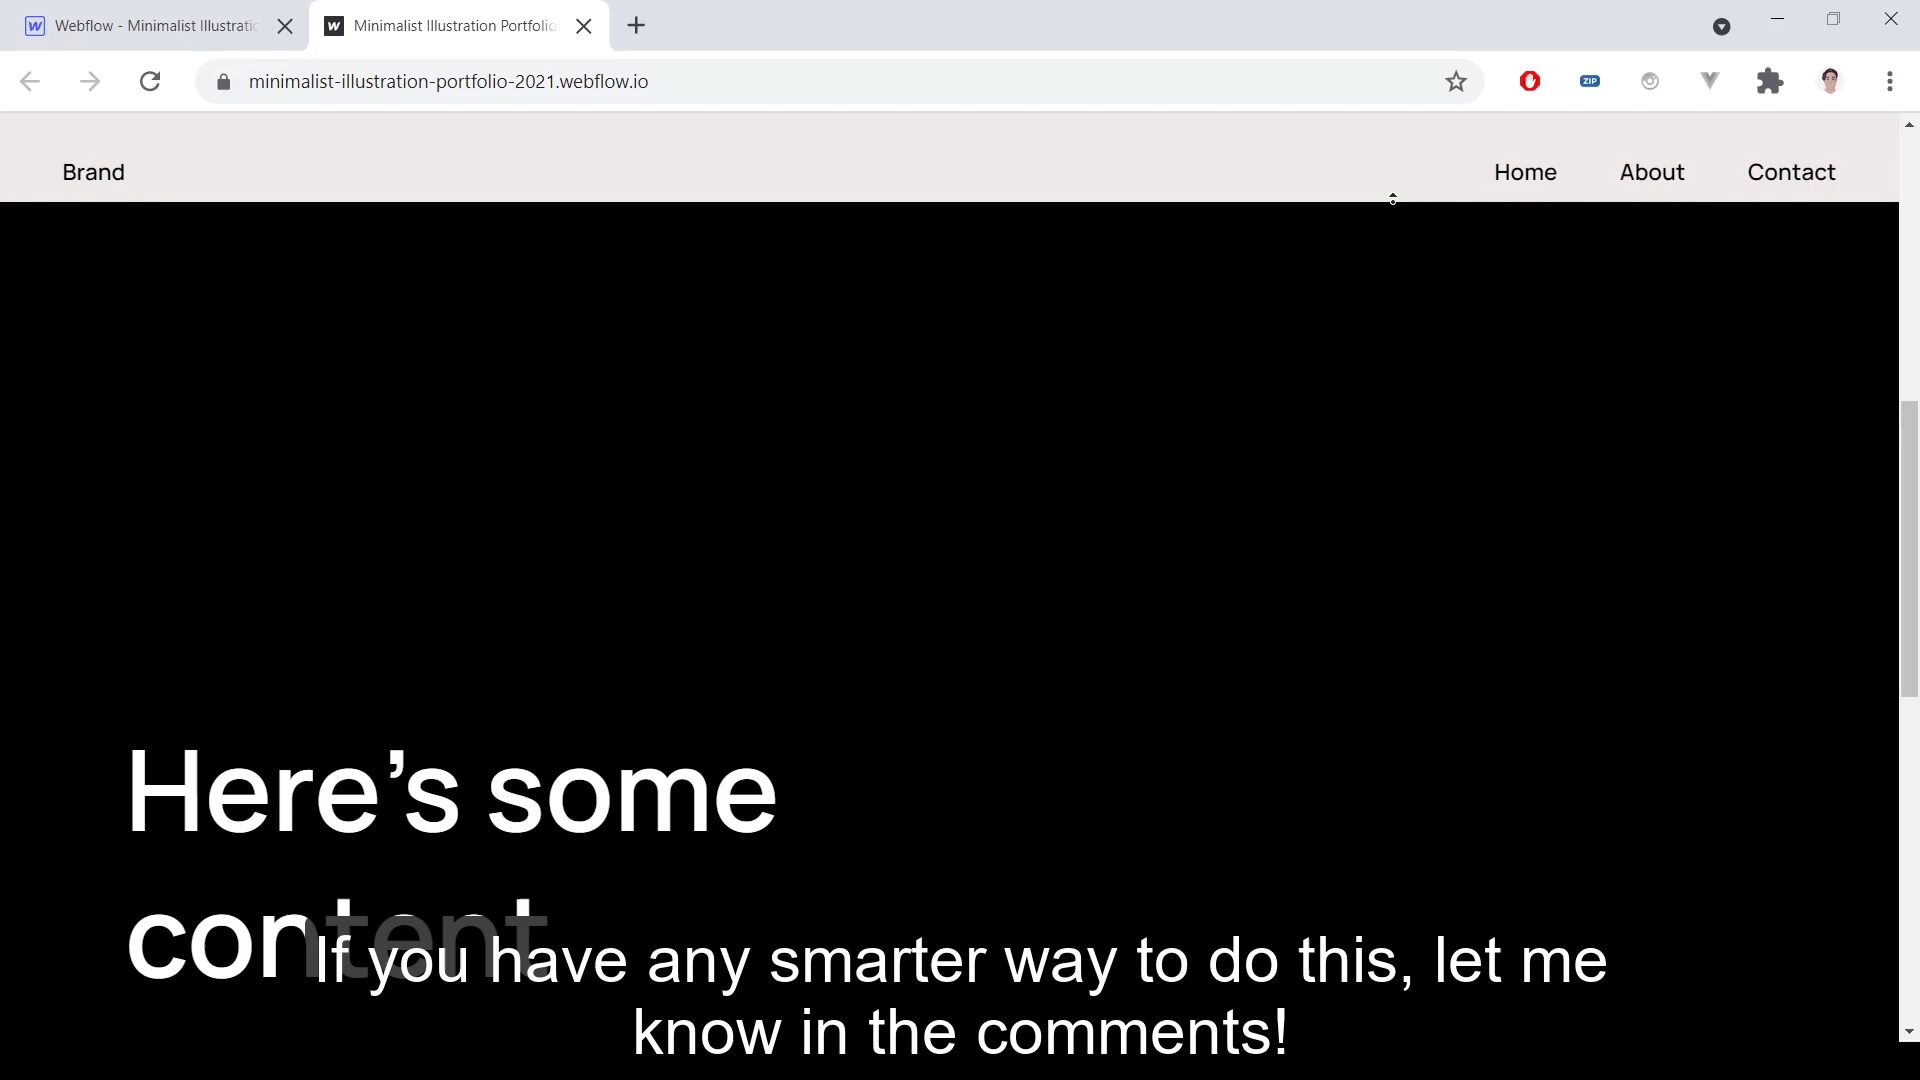 Webflow - Minimalist Illustratic
Minimalist Illustration Portfolio
minimalist-illustration-portfolio-2021.webflow.io
ZIP
Brand
Home
About
Contact
Here’s some
content
If you have any smarter way to do this, let me
know in the comments!